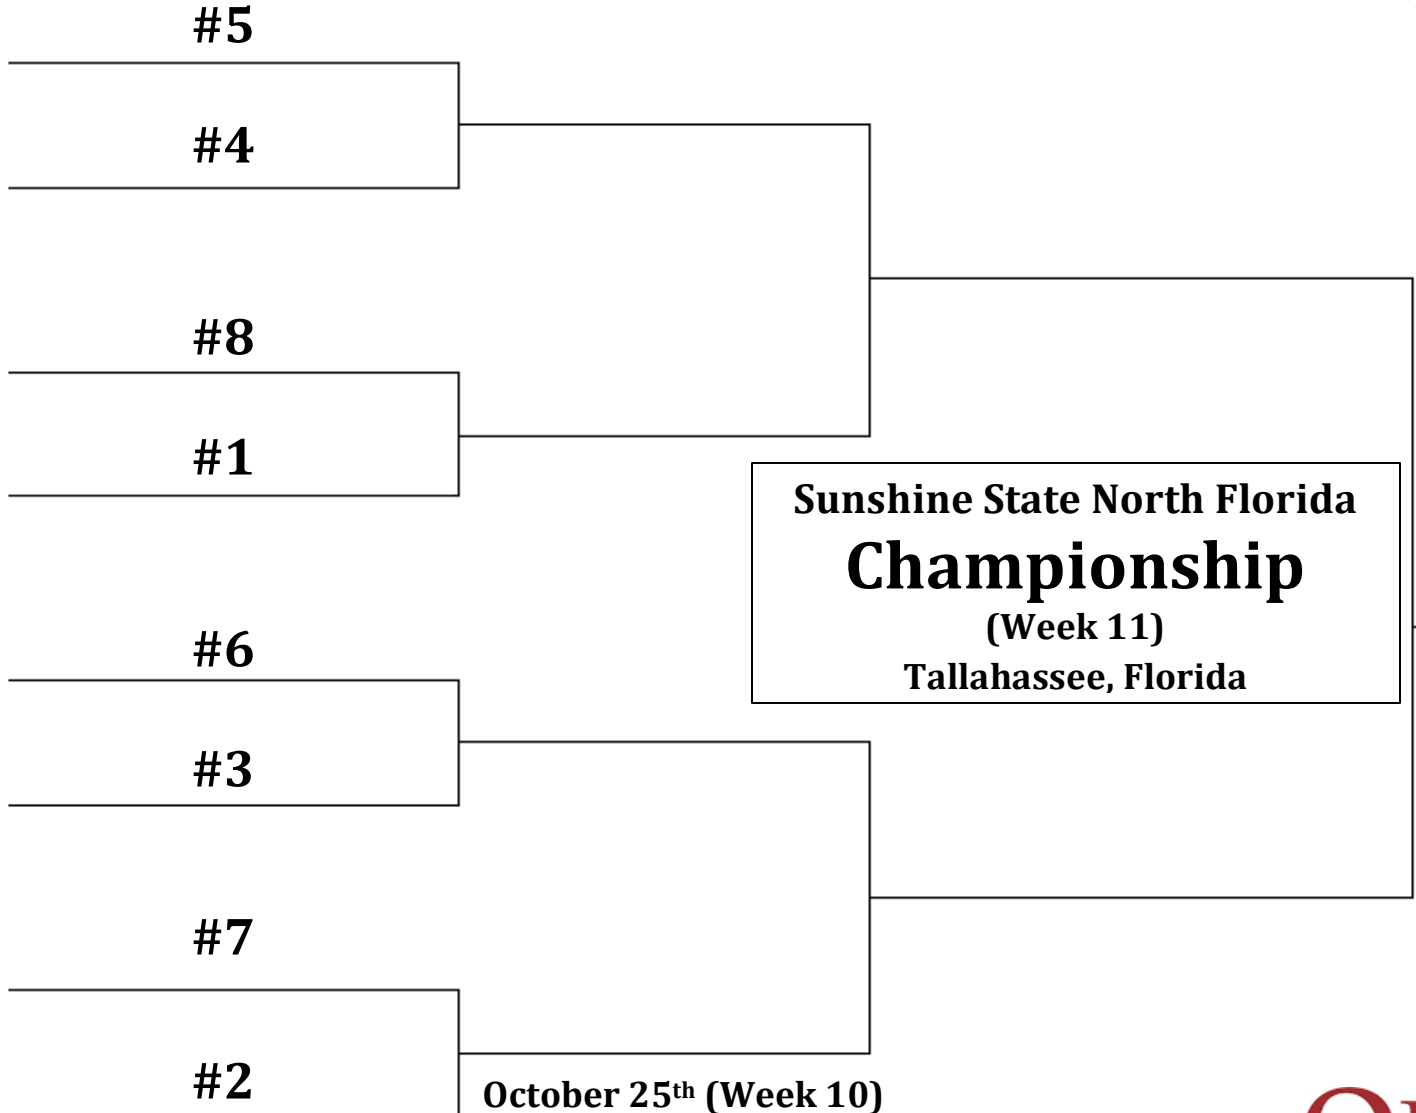 #5
#4
#8
#1
Sunshine State North Florida
Championship
(Week 11)
Tallahassee, Florida
#6
#3
#7
#2
October 25th (Week 10)